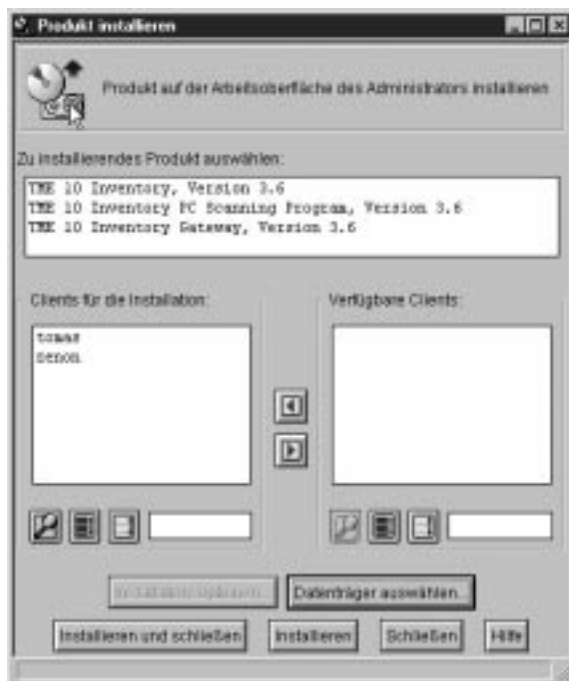 Produkt installieren
Produkt auf der Arbeitsoberfläche des Administrators installieren
Zu installierendes Produkt auswählen:
TME 10 Inventory, Version 3.6
TME 10 Inventory PC Scanning Program, Version 3.6
TME 10 Inventory Gateway, Version 3.6
Clients für die Installation:
Verfügbare Clients:
tomas
zenon
Datenträger auswählen...
Installieren und schließen
Installieren
Schließen
Hilfe